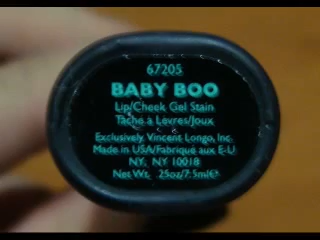 67205
BABY BOO
Lip/Cheek Gel Stain
Tache à Levres/Joux
Exclusively Vincent Longo, Inc.
Made in USA/Fabriqué aux E-U
NY, NY 10018
Net Wt. .25oz/7.5ml℮